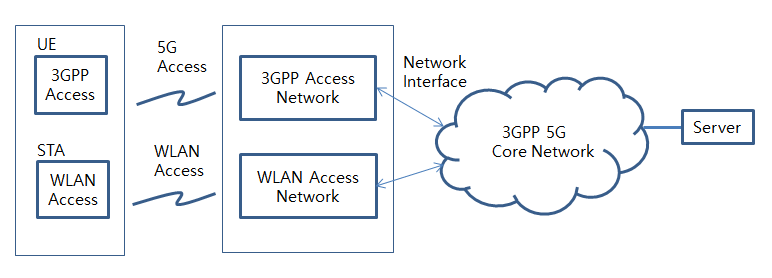 UE
3GPP
Access
STA
WLAN
Access
5G
Access
WLAN
Access
3GPP Access
Network
WLAN Access
Network
Network
Interface
3GPP 5G
Core Network
Server